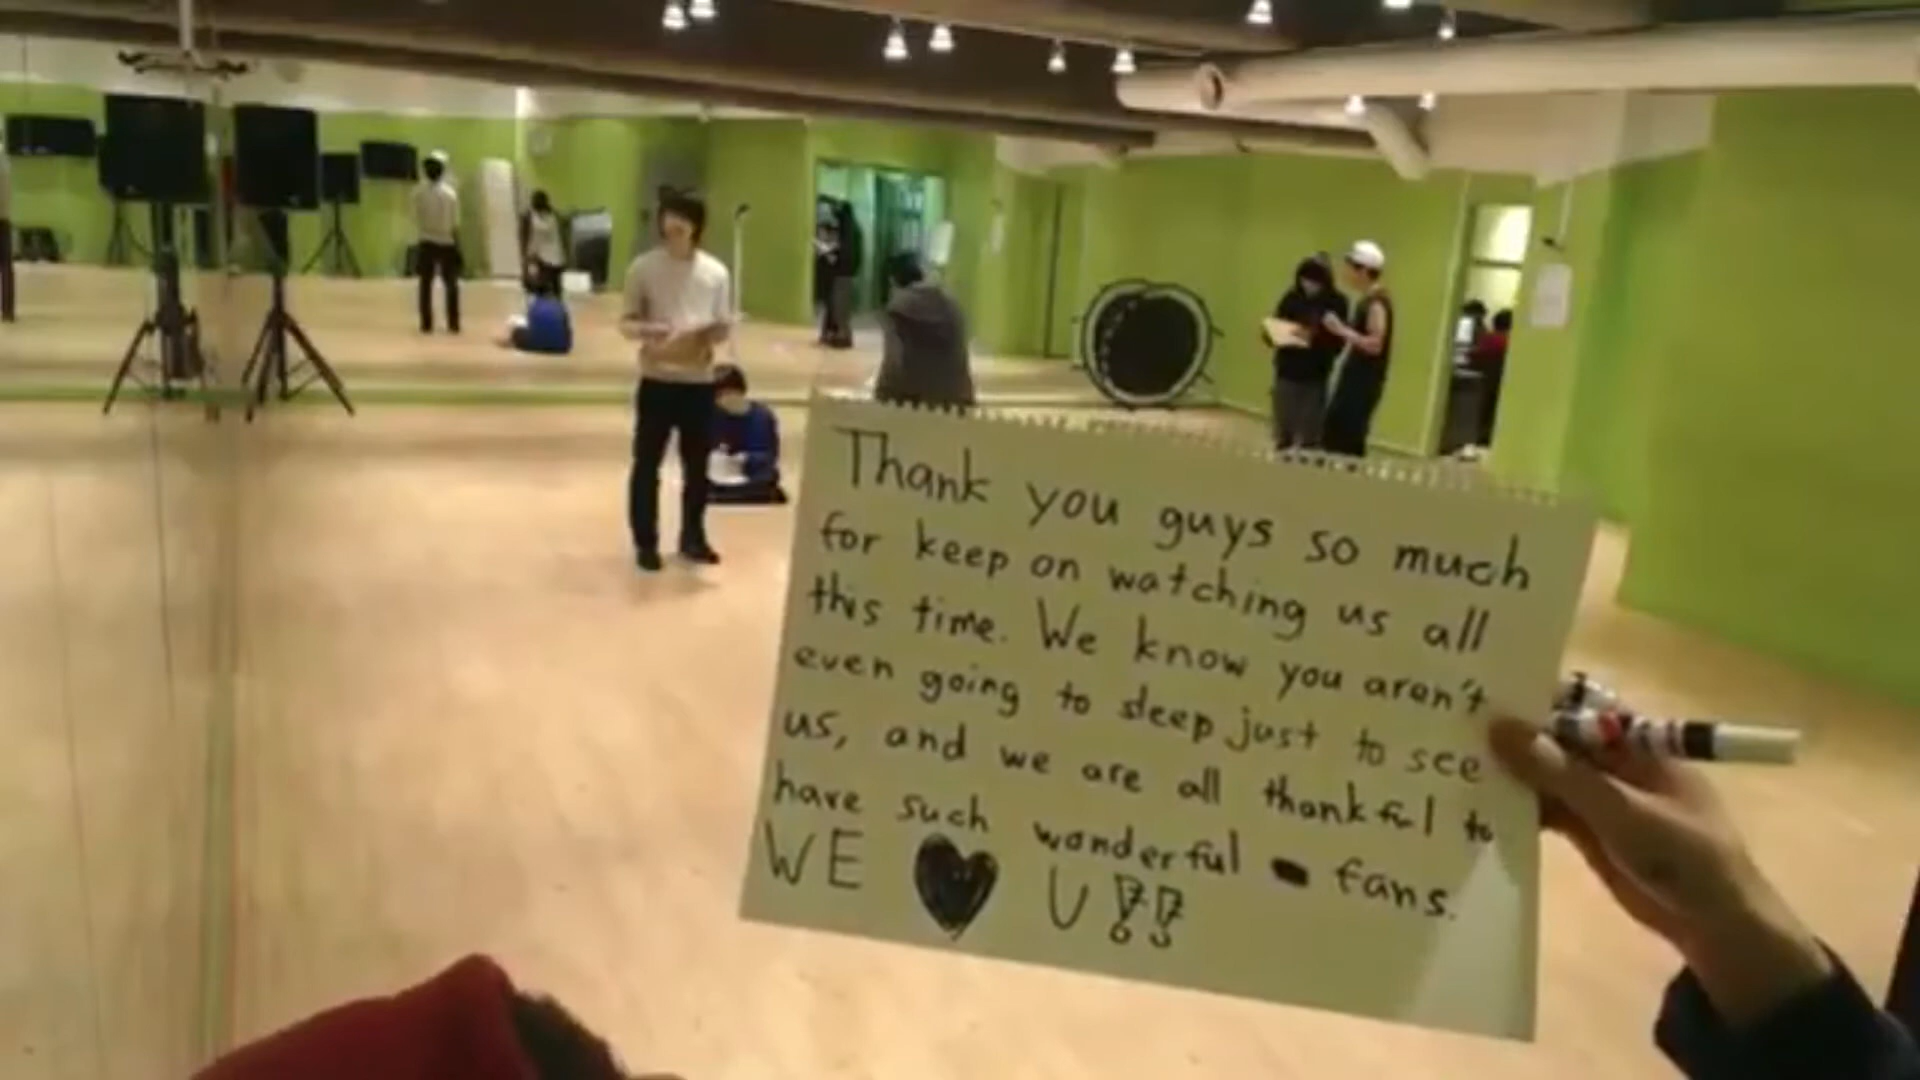 Thank you guys so much
for keep on watching us all
this time. We know you aren't
even going to sleep just to see
us, and we are all thankful to
have such wonderful fans.
WE ♥ U!!